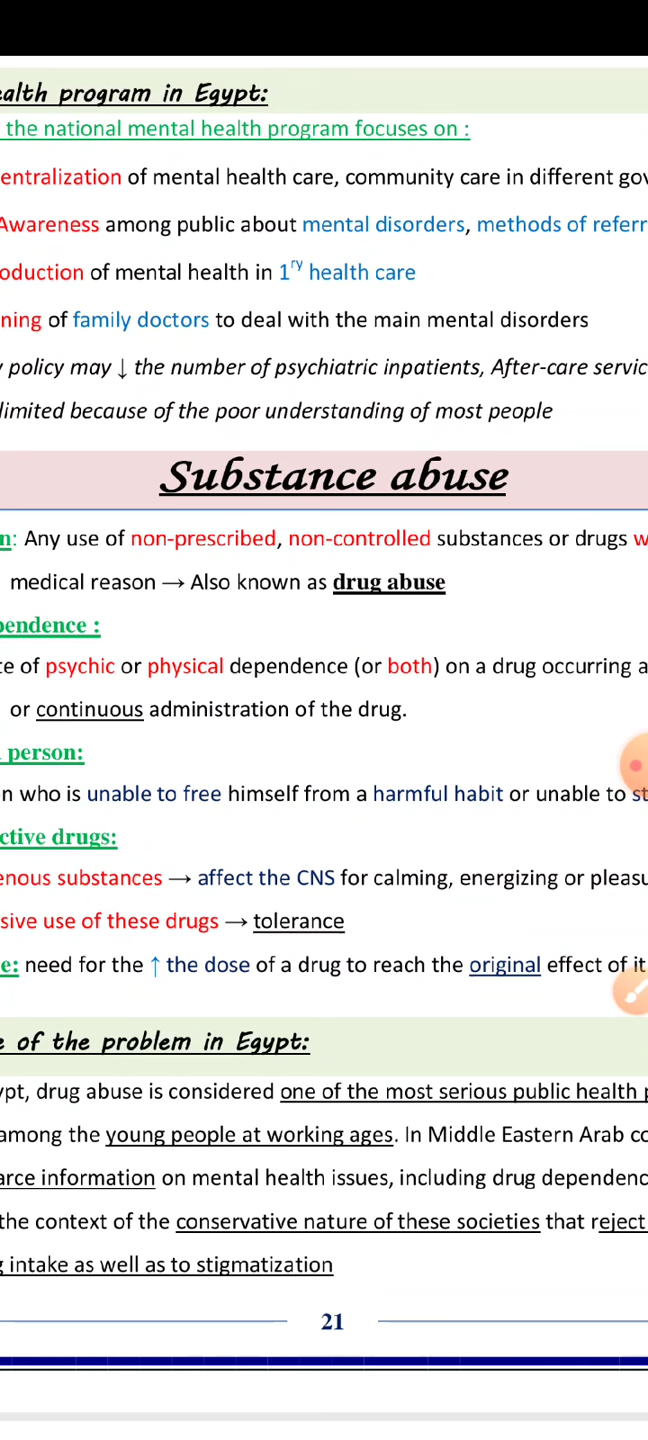 ealth program in Egypt:
the national mental health program focuses on :
entralization of mental health care, community care in different gov
Awareness among public about mental disorders, methods of referr
oduction of mental health in 1ʳʸ health care
ning of family doctors to deal with the main mental disorders
y policy may ↓ the number of psychiatric inpatients, After-care servic
limited because of the poor understanding of most people
Substance abuse
n: Any use of non-prescribed, non-controlled substances or drugs w
medical reason → Also known as drug abuse
pendence :
te of psychic or physical dependence (or both) on a drug occurring a
or continuous administration of the drug.
person:
n who is unable to free himself from a harmful habit or unable to st
ctive drugs:
enous substances → affect the CNS for calming, energizing or pleasu
sive use of these drugs → tolerance
e: need for the ↑ the dose of a drug to reach the original effect of it
e of the problem in Egypt:
ypt, drug abuse is considered one of the most serious public health p
among the young people at working ages. In Middle Eastern Arab co
arce information on mental health issues, including drug dependenc
the context of the conservative nature of these societies that reject
g intake as well as to stigmatization
21